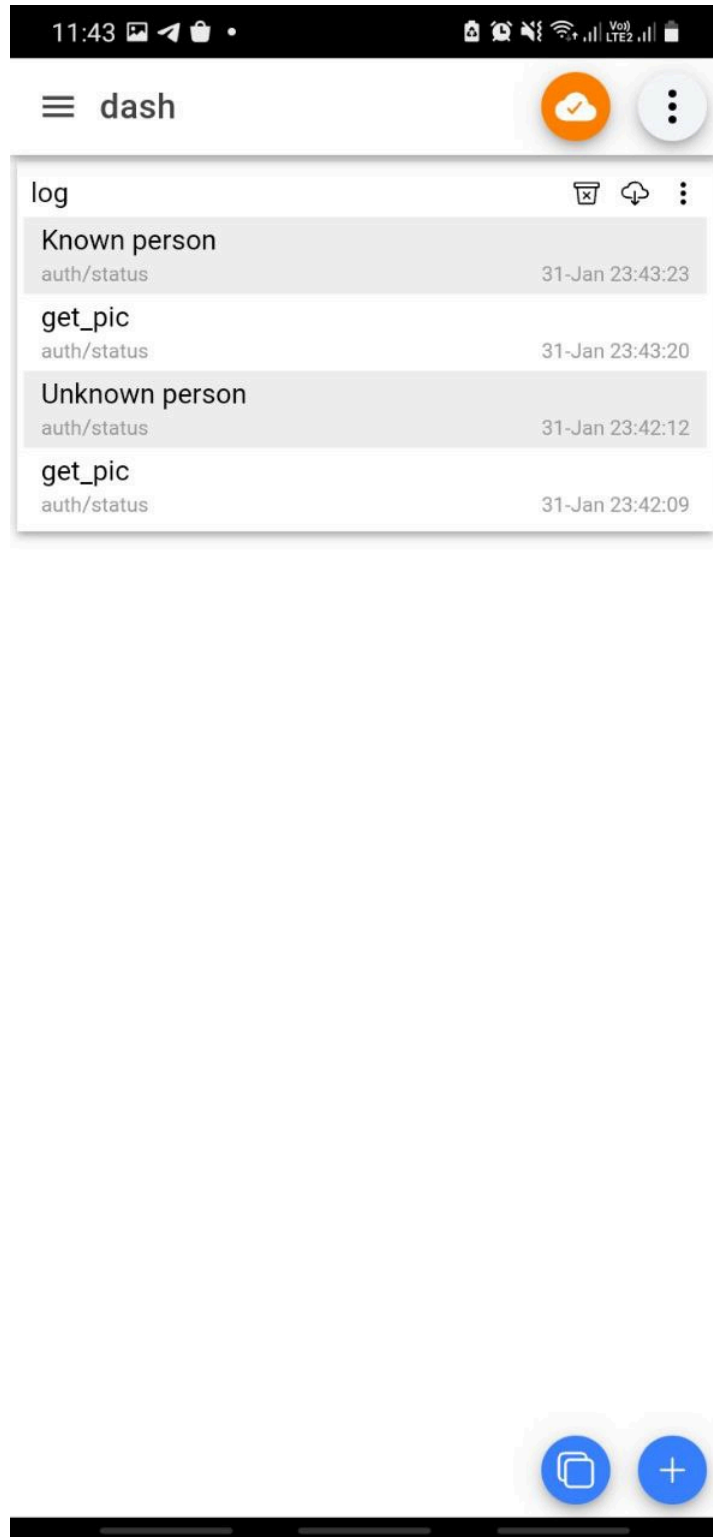 11:43 Vo)) LTE2
dash
log
Known person
auth/status 31-Jan 23:43:23
get_pic
auth/status 31-Jan 23:43:20
Unknown person
auth/status 31-Jan 23:42:12
get_pic
auth/status 31-Jan 23:42:09